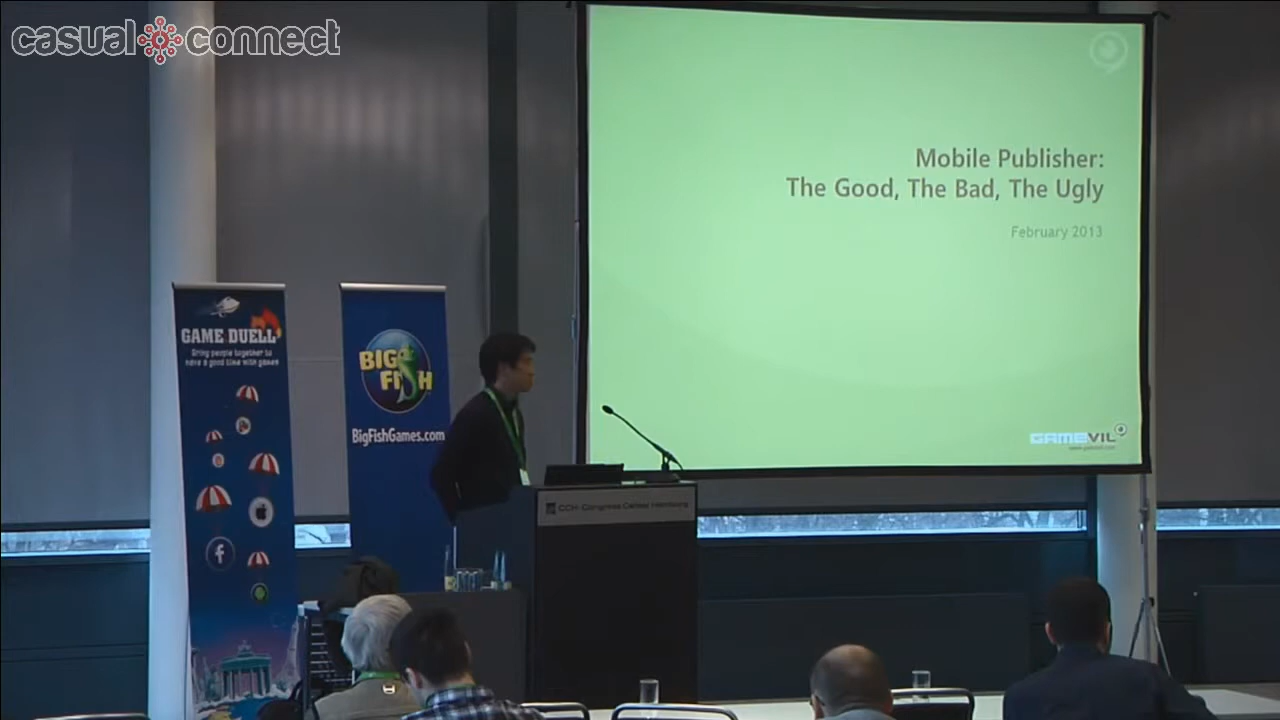 casual connect
Mobile Publisher:
The Good, The Bad, The Ugly
February 2013
GAMEVIL
GAME DUELL
Bring people together to
have a good time with games
BIG
FISH
BigFishGames.com
CCH-Congress Center Hamburg